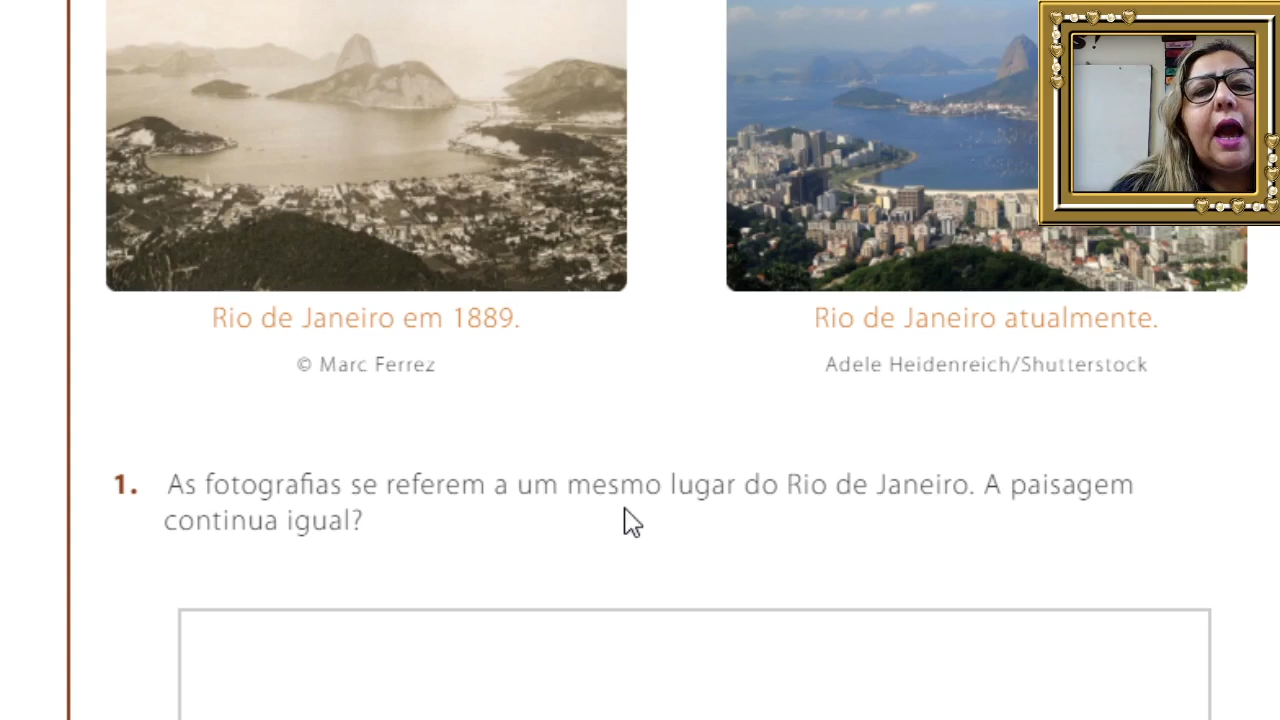 Rio de Janeiro em 1889.
Rio de Janeiro atualmente.
© Marc Ferrez
Adele Heidenreich/Shutterstock
1. As fotografias se referem a um mesmo lugar do Rio de Janeiro. A paisagem
continua igual?